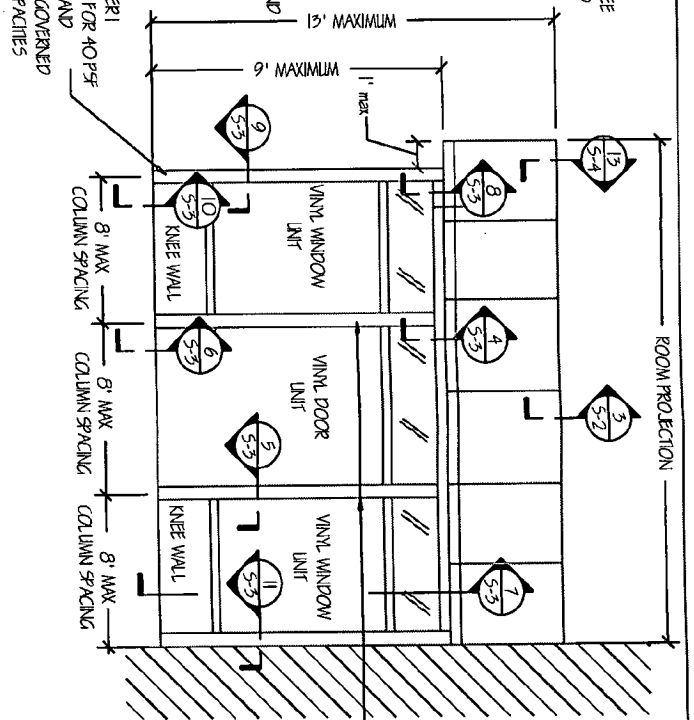 EE
D
ROOM PROJECTION
13
S-4
3
S-2
13' MAXIMUM
9' MAXIMUM
1' max
ND
8
S-3
4
S-3
7
S-3
9
S-3
VINYL WINDOW
UNIT
VINYL DOOR
UNIT
VINYL WINDOW
UNIT
5
S-3
11
S-3
10
S-3
6
S-3
KNEE WALL
KNEE WALL
8' MAX
COLUMN SPACING
8' MAX
COLUMN SPACING
8' MAX
COLUMN SPACING
ER I
FOR 40 PSF
AND
GOVERNED
PACITIES